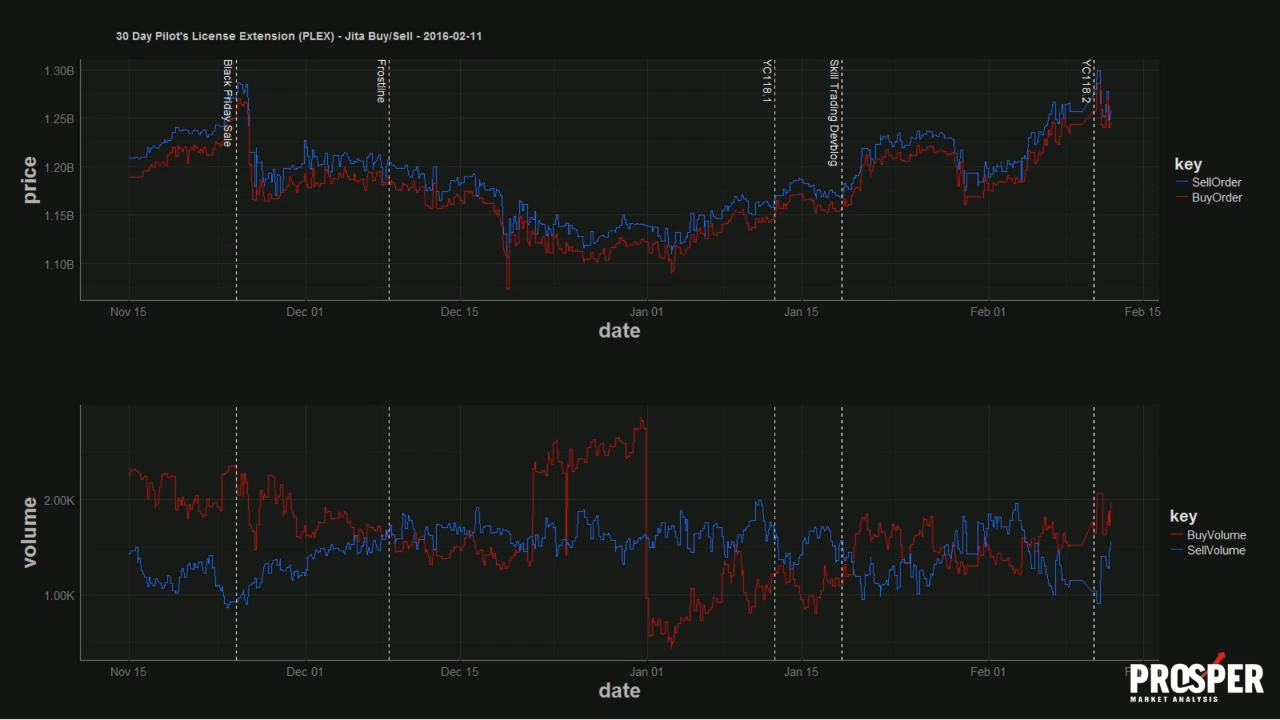 30 Day Pilot's License Extension (PLEX) - Jita Buy/Sell - 2016-02-11
price
1.30B
1.25B
1.20B
1.15B
1.10B
Black Friday Sale
Frostline
YC118.1
Skill Trading Devblog
YC118.2
key
SellOrder
BuyOrder
Nov 15
Dec 01
Dec 15
Jan 01
Jan 15
Feb 01
Feb 15
date
volume
2.00K
1.00K
key
BuyVolume
SellVolume
Nov 15
Dec 01
Dec 15
Jan 01
Jan 15
Feb 01
date
PROSPER
MARKET ANALYSIS